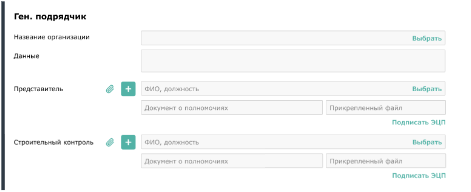 Ген. подрядчик
Название организации Выбрать
Данные
Представитель + ФИО, должность Выбрать
Документ о полномочиях Прикрепленный файл
Подписать ЭЦП
Строительный контроль + ФИО, должность Выбрать
Документ о полномочиях Прикрепленный файл
Подписать ЭЦП